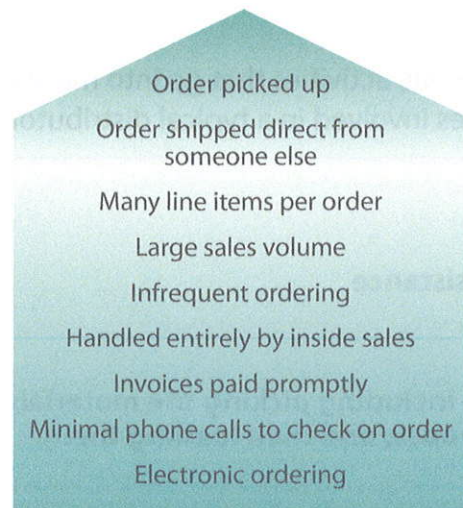 Order picked up
Order shipped direct from
someone else
Many line items per order
Large sales volume
Infrequent ordering
Handled entirely by inside sales
Invoices paid promptly
Minimal phone calls to check on order
Electronic ordering